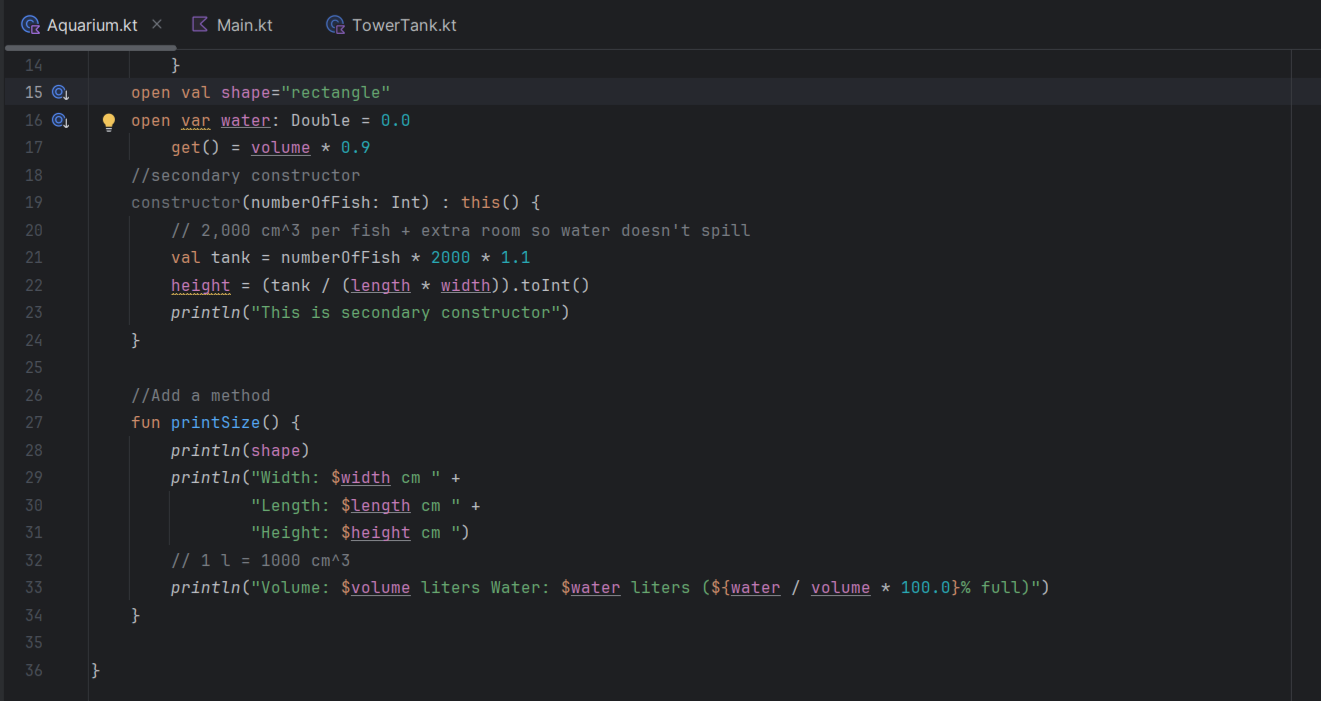 Aquarium.kt × Main.kt TowerTank.kt
14 }
15 open val shape="rectangle"
16 open var water: Double = 0.0
17 get() = volume * 0.9
18 //secondary constructor
19 constructor(numberOfFish: Int) : this() {
20 // 2,000 cm^3 per fish + extra room so water doesn't spill
21 val tank = numberOfFish * 2000 * 1.1
22 height = (tank / (length * width)).toInt()
23 println("This is secondary constructor")
24 }
25
26 //Add a method
27 fun printSize() {
28 println(shape)
29 println("Width: $width cm " +
30 "Length: $length cm " +
31 "Height: $height cm ")
32 // 1 l = 1000 cm^3
33 println("Volume: $volume liters Water: $water liters (${water / volume * 100.0}% full)")
34 }
35
36 }